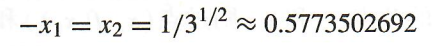 −x₁ = x₂ = 1/3^{1/2} ≈ 0.5773502692